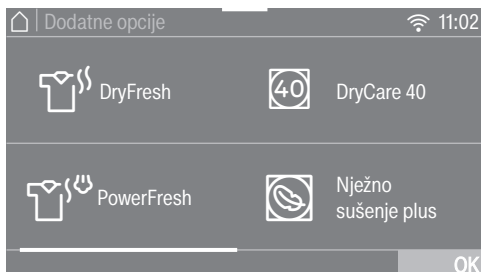 Dodatne opcije 11:02
DryFresh
40 DryCare 40
PowerFresh
Nježno
sušenje plus
OK